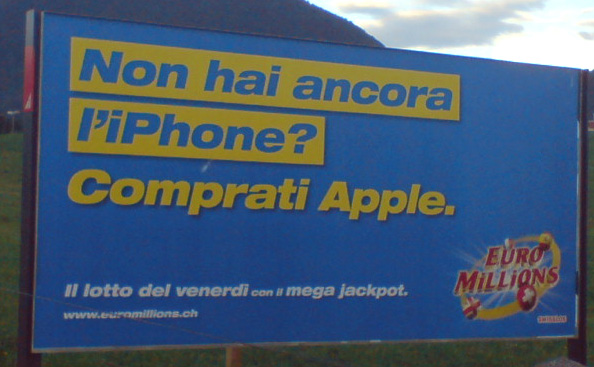 Non hai ancora
l'iPhone?
Comprati Apple.
EURO
MILLIONS
Il lotto del venerdì con il mega jackpot.
www.euromillions.ch